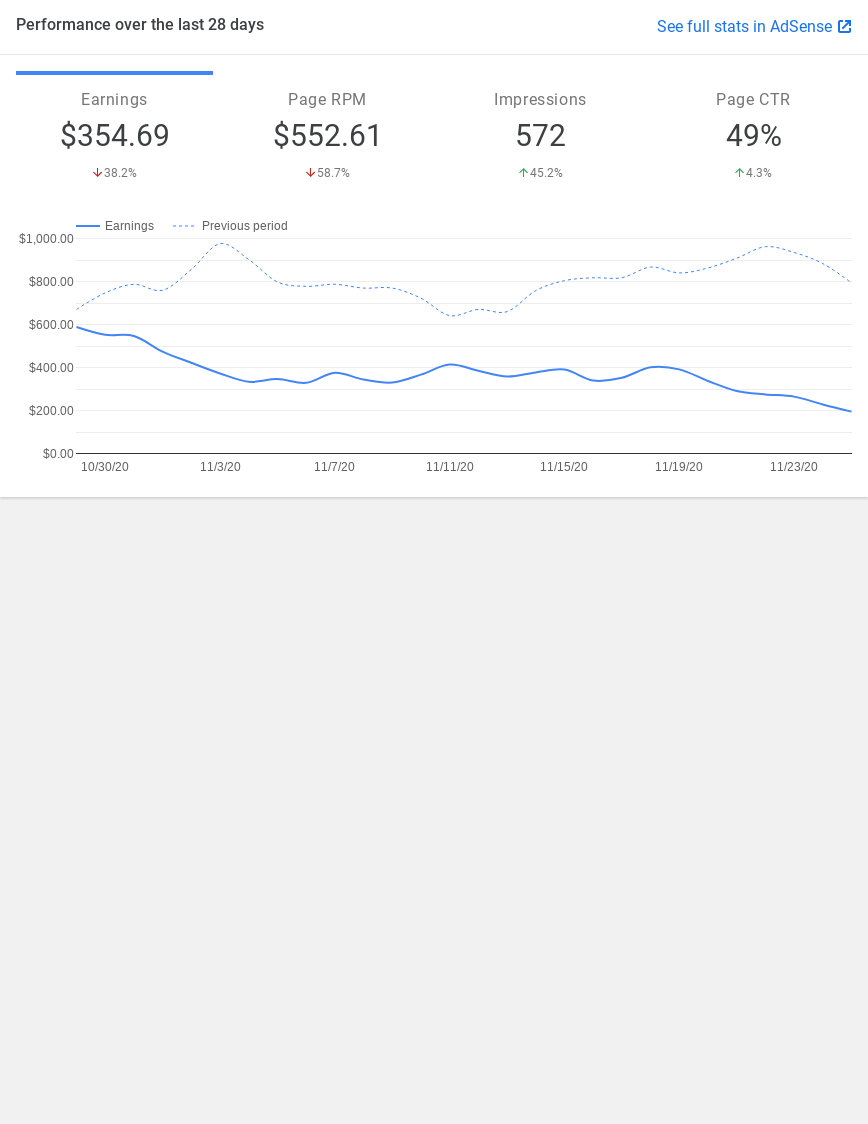 Performance over the last 28 days
See full stats in AdSense
Earnings Page RPM Impressions Page CTR
$354.69 $552.61 572 49%
38.2% 58.7% 45.2% 4.3%
Earnings Previous period
$1,000.00
$800.00
$600.00
$400.00
$200.00
$0.00
10/30/20 11/3/20 11/7/20 11/11/20 11/15/20 11/19/20 11/23/20